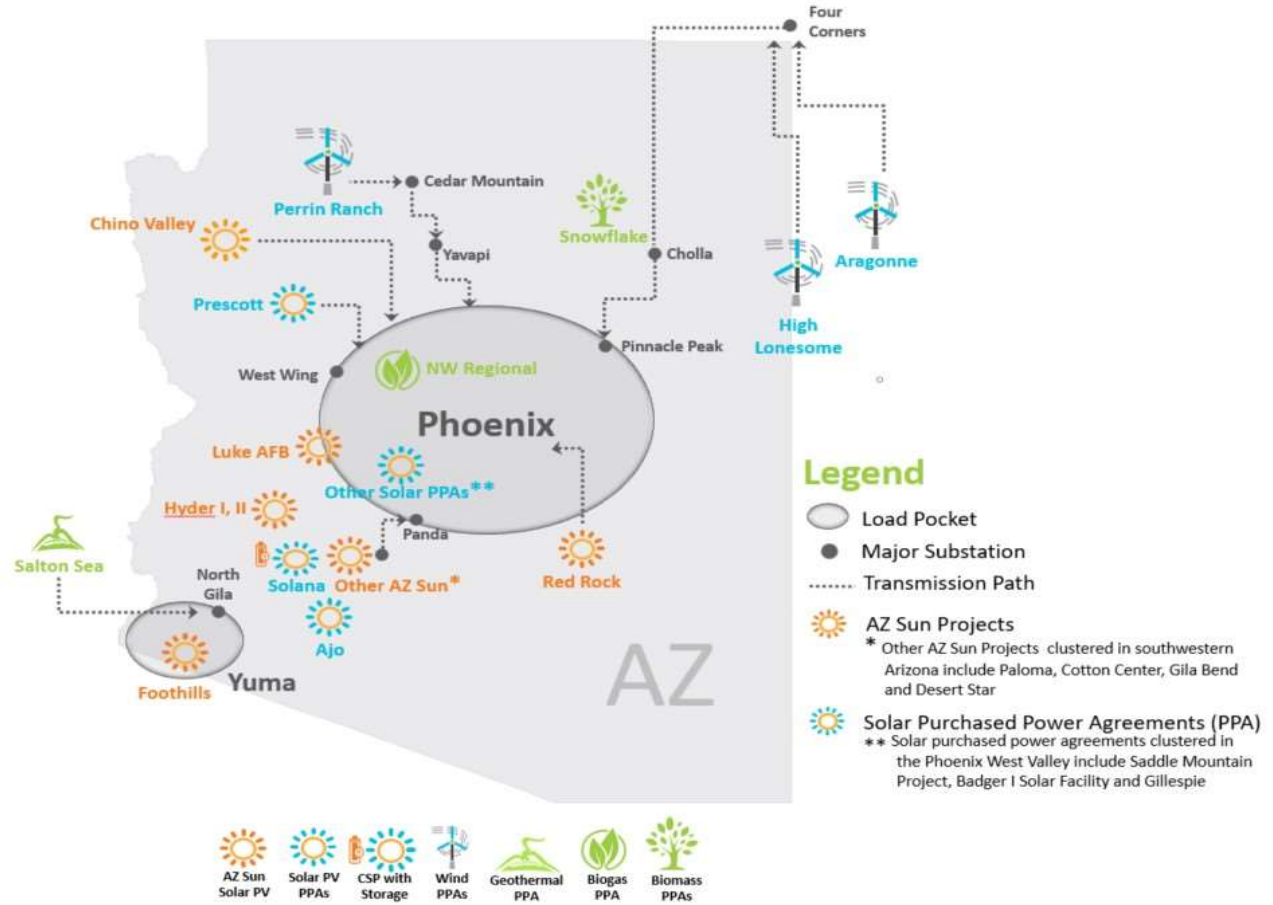 Four
Corners
Cedar Mountain
Perrin Ranch
Chino Valley
Snowflake
Yavapi
Cholla
Aragonne
Prescott
High
Lonesome
Pinnacle Peak
West Wing
NW Regional
Phoenix
Luke AFB
Other Solar PPAs**
Hyder I, II
Panda
Salton Sea
North
Gila
Solana
Other AZ Sun*
Red Rock
Ajo
Foothills
Yuma
AZ
Legend
Load Pocket
Major Substation
Transmission Path
AZ Sun Projects
* Other AZ Sun Projects clustered in southwestern
Arizona include Paloma, Cotton Center, Gila Bend
and Desert Star
Solar Purchased Power Agreements (PPA)
** Solar purchased power agreements clustered in
the Phoenix West Valley include Saddle Mountain
Project, Badger I Solar Facility and Gillespie
AZ Sun
Solar PV
Solar PV
PPAs
CSP with
Storage
Wind
PPAs
Geothermal
PPA
Biogas
PPA
Biomass
PPAs